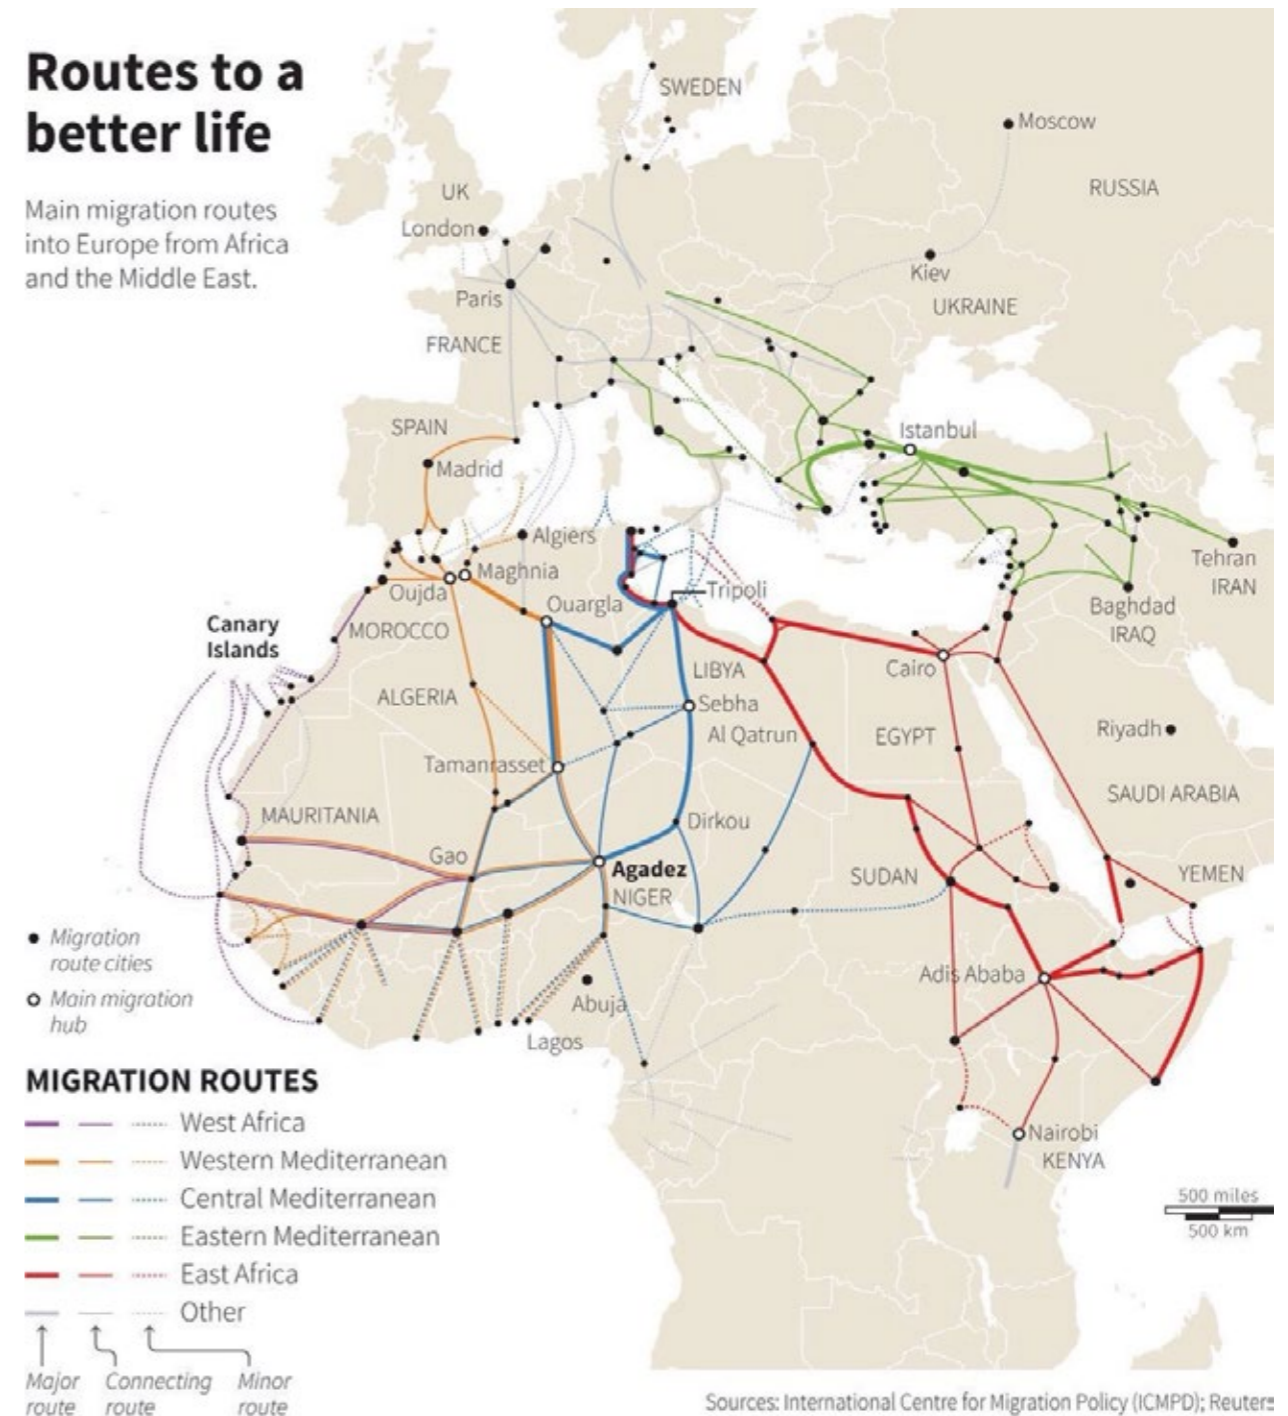 Routes to a
better life
Main migration routes
into Europe from Africa
and the Middle East.
SWEDEN
Moscow
RUSSIA
UK
London
Kiev
Paris
UKRAINE
FRANCE
SPAIN
Istanbul
Madrid
Algiers
Tehran
IRAN
Maghnia
Oujda
Ouargla
Tripoli
Baghdad
IRAQ
Canary
Islands
MOROCCO
LIBYA
Cairo
ALGERIA
Sebha
Al Qatrun
EGYPT
Riyadh
Tamanrasset
SAUDI ARABIA
MAURITANIA
Dirkou
Gao
Agadez
NIGER
SUDAN
YEMEN
Adis Ababa
Abuja
Lagos
Nairobi
KENYA
Migration
route cities
Main migration
hub
MIGRATION ROUTES
West Africa
Western Mediterranean
Central Mediterranean
Eastern Mediterranean
East Africa
Other
Major
route
Connecting
route
Minor
route
500 miles
500 km
Sources: International Centre for Migration Policy (ICMPD); Reuters